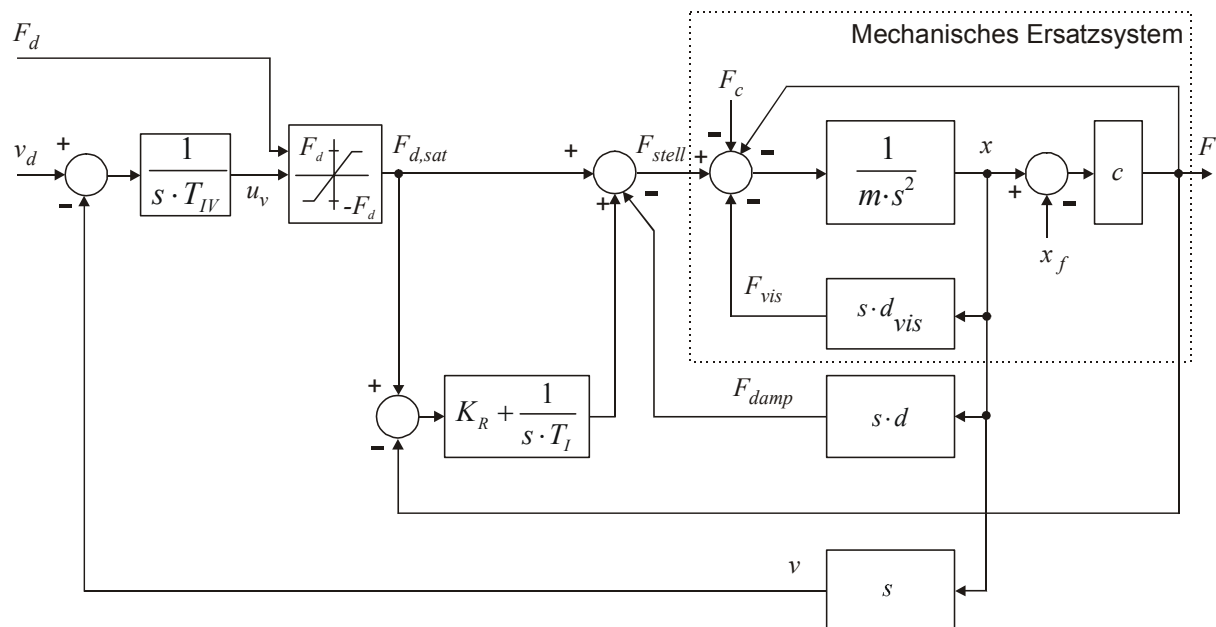 Mechanisches Ersatzsystem
F_d
F_c
v_d
+
-
1
s · T_IV
u_v
F_d
-F_d
F_d,sat
+
+
-
F_stell
+
-
-
-
1
m · s²
x
+
-
x_f
c
F
F_vis
s · d_vis
+
-
K_R + 1
s · T_I
F_damp
s · d
v
s